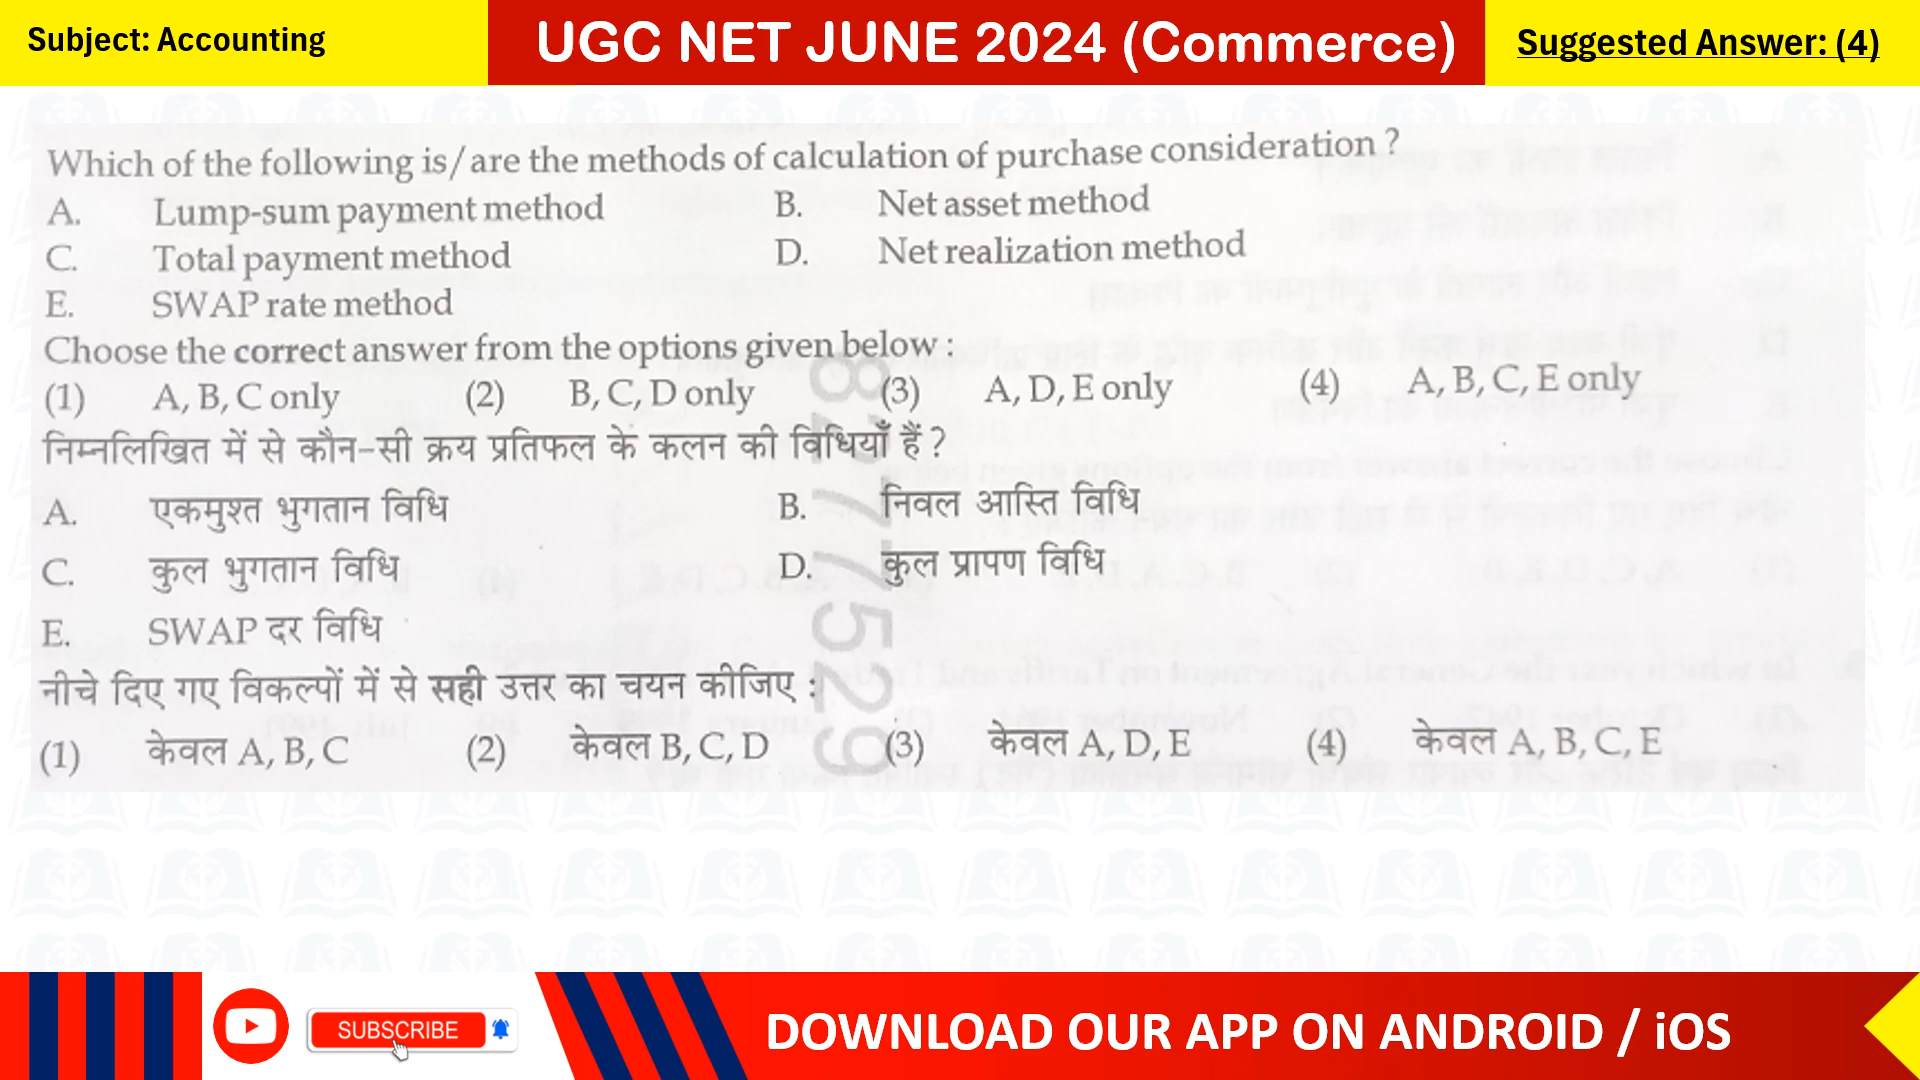 Subject: Accounting
UGC NET JUNE 2024 (Commerce)
Suggested Answer: (4)
Which of the following is/are the methods of calculation of purchase consideration ?
A. Lump-sum payment method B. Net asset method
C. Total payment method D. Net realization method
E. SWAP rate method
Choose the correct answer from the options given below :
(1) A, B, C only (2) B, C, D only (3) A, D, E only (4) A, B, C, E only
निम्नलिखित में से कौन-सी क्रय प्रतिफल के कलन की विधियाँ हैं ?
A. एकमुश्त भुगतान विधि B. निवल आस्ति विधि
C. कुल भुगतान विधि D. कुल प्रापण विधि
E. SWAP दर विधि
नीचे दिए गए विकल्पों में से सही उत्तर का चयन कीजिए :
(1) केवल A, B, C (2) केवल B, C, D (3) केवल A, D, E (4) केवल A, B, C, E
SUBSCRIBE
DOWNLOAD OUR APP ON ANDROID / iOS